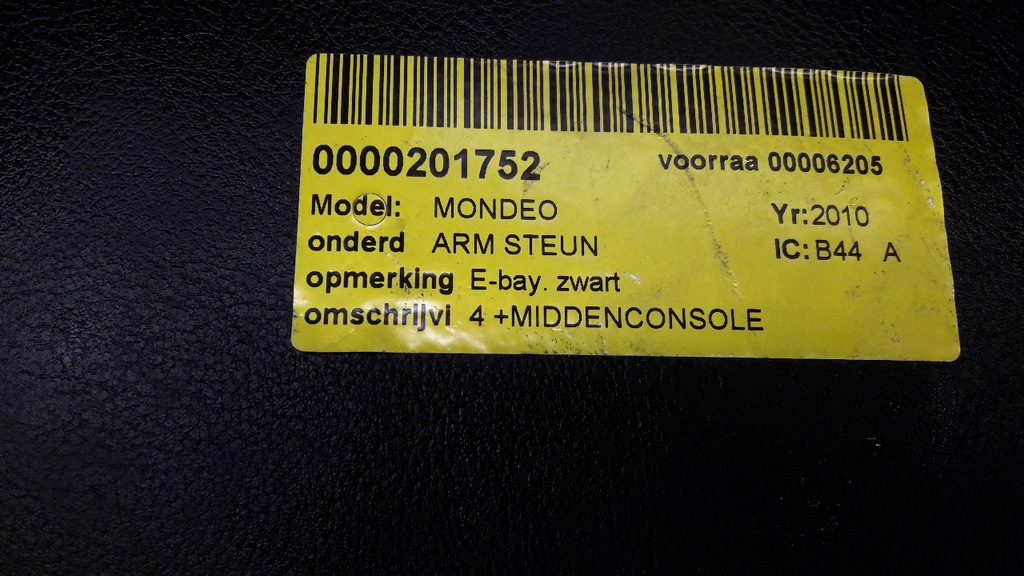 0000201752 voorraa 00006205
Model: MONDEO Yr:2010
onderd ARM STEUN IC: B44 A
opmerking E-bay. zwart
omschrijvi 4 +MIDDENCONSOLE